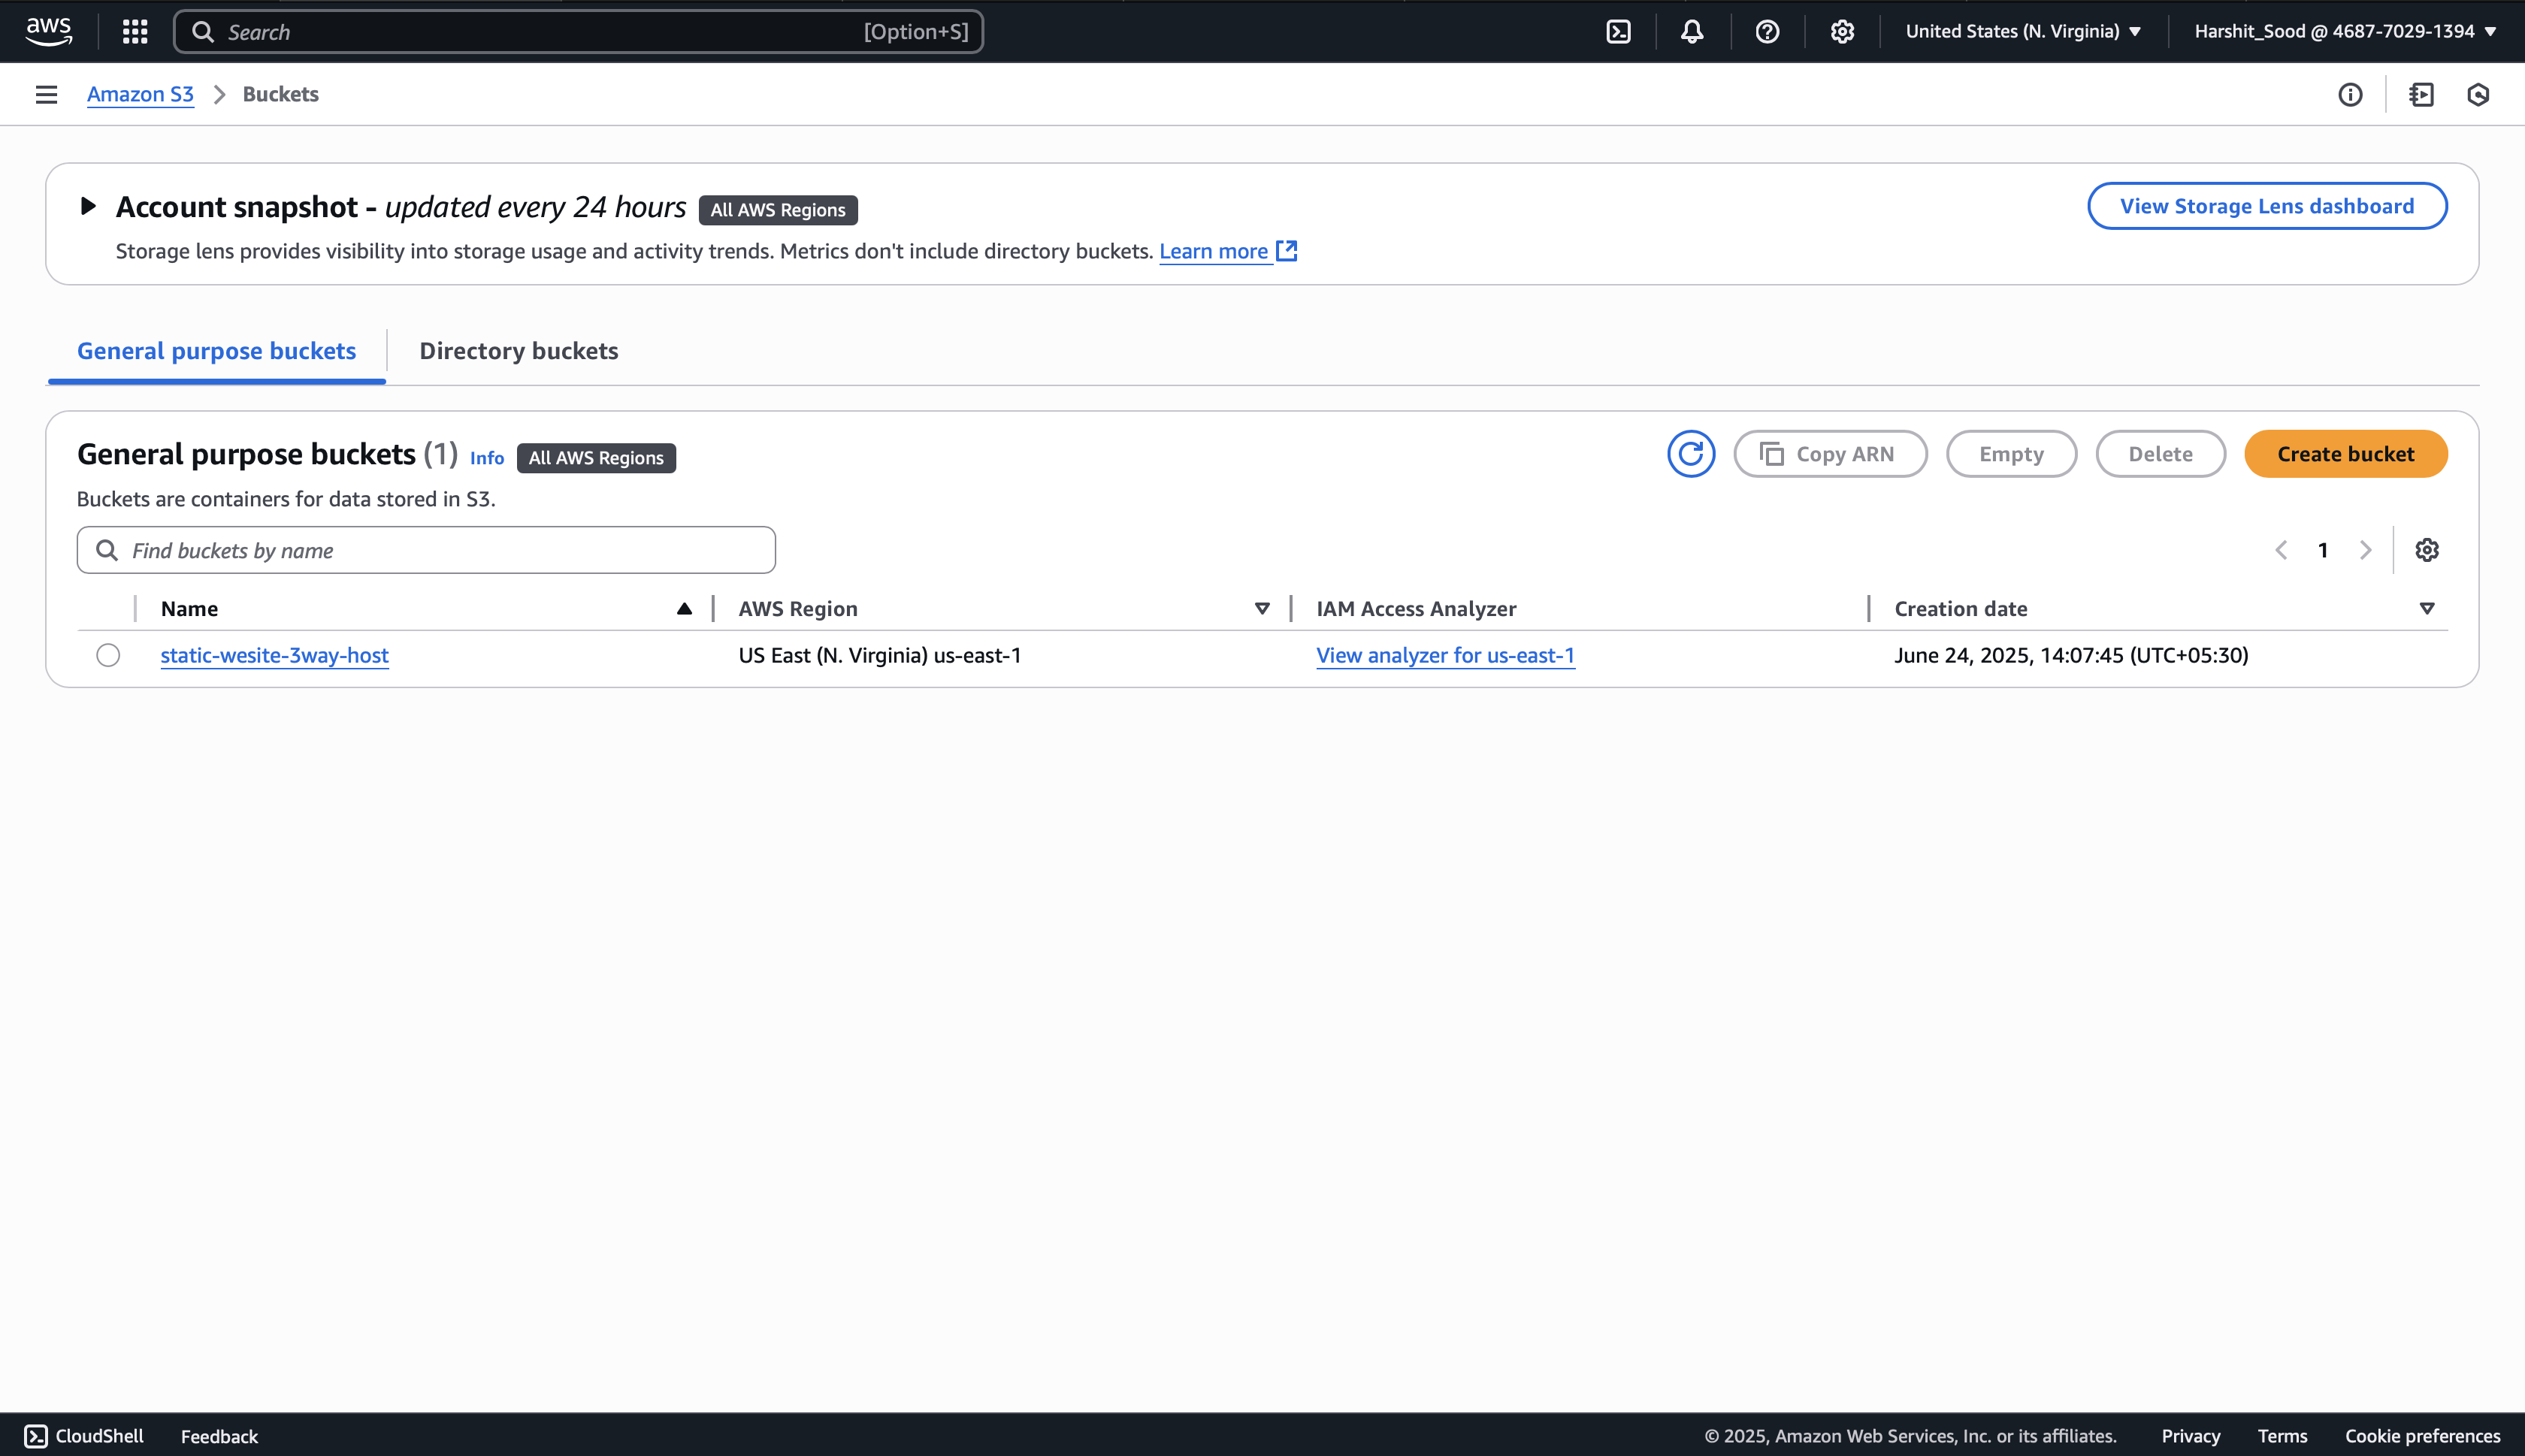 aws
Search [Option+S] United States (N. Virginia) Harshit_Sood @ 4687-7029-1394
Amazon S3 Buckets
Account snapshot - updated every 24 hours All AWS Regions View Storage Lens dashboard
Storage lens provides visibility into storage usage and activity trends. Metrics don't include directory buckets. Learn more
General purpose buckets Directory buckets
General purpose buckets (1) Info All AWS Regions Copy ARN Empty Delete Create bucket
Buckets are containers for data stored in S3.
Find buckets by name 1
Name AWS Region IAM Access Analyzer Creation date
static-wesite-3way-host US East (N. Virginia) us-east-1 View analyzer for us-east-1 June 24, 2025, 14:07:45 (UTC+05:30)
CloudShell Feedback © 2025, Amazon Web Services, Inc. or its affiliates. Privacy Terms Cookie preferences